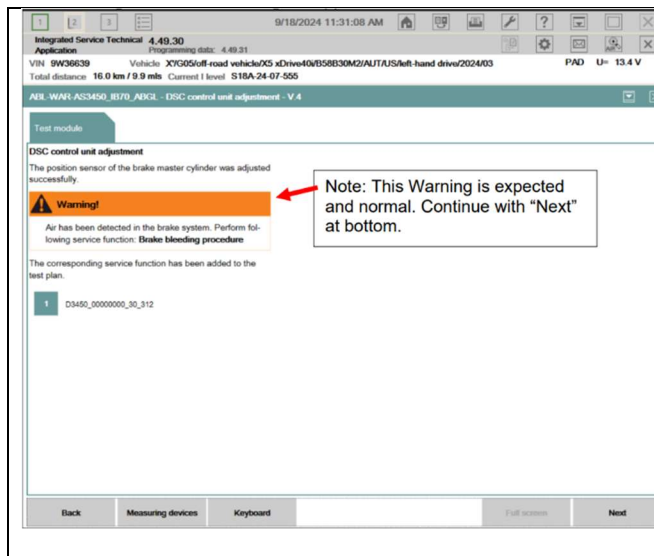 1 2 3 9/18/2024 11:31:08 AM ?
Integrated Service Technical 4.49.30
Application Programming data: 4.49.31
VIN 9W36639 Vehicle X'/G05/off-road vehicle/X5 xDrive40i/B58B30M2/AUT/US/left-hand drive/2024/03 PAD U= 13.4 V
Total distance 16.0 km / 9.9 mls Current I level S18A-24-07-555
ABL-WAR-AS3450_IB70_ABGL - DSC control unit adjustment - V.4
Test module
DSC control unit adjustment
The position sensor of the brake master cylinder was adjusted
successfully.
Warning!
Air has been detected in the brake system. Perform fol-
lowing service function: Brake bleeding procedure
The corresponding service function has been added to the
test plan.
1 D3450_00000000_30_312
Note: This Warning is expected
and normal. Continue with “Next”
at bottom.
Back Measuring devices Keyboard Full screen Next